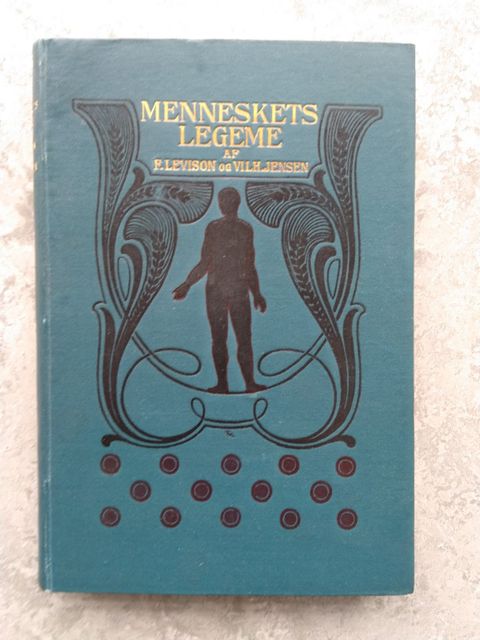 MENNESKETS
LEGEME
AF
F. LEVISON OG VILH. JENSEN